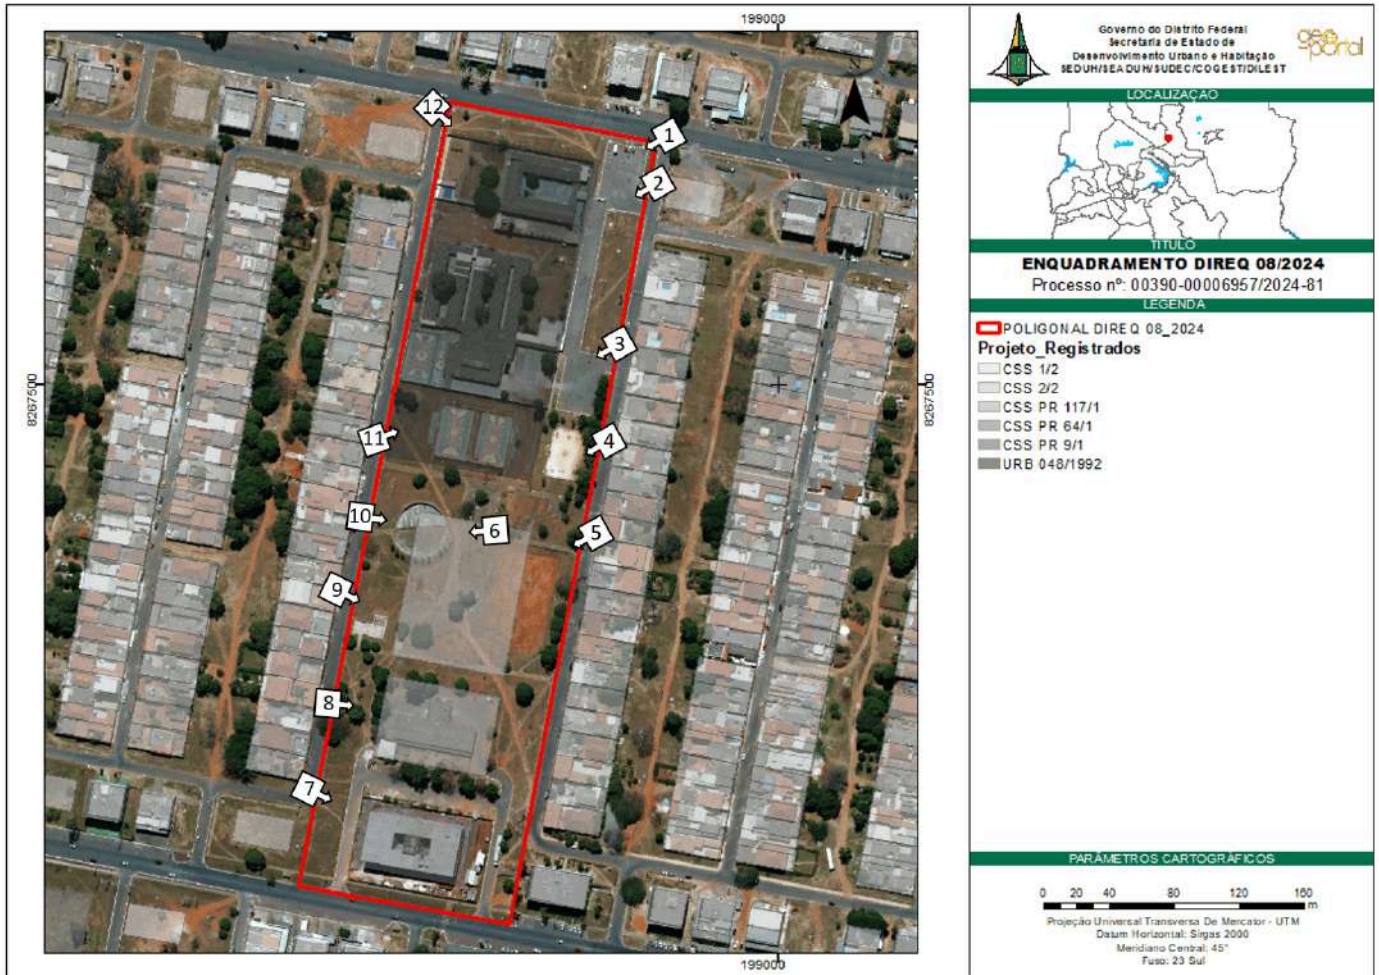 199000
8267500
8267500
199000
12
1
2
3
4
11
10
6
5
9
8
7
Governo do Distrito Federal
Secretaria de Estado de
Desenvolvimento Urbano e Habitação
SEDUH/SEADUH/SUDEC/COGEST/DILEST
geo
portal
LOCALIZAÇÃO
TITULO
ENQUADRAMENTO DIREQ 08/2024
Processo nº: 00390-00006957/2024-81
LEGENDA
POLIGONAL DIREQ 08_2024
Projeto_Registrados
CSS 1/2
CSS 2/2
CSS PR 117/1
CSS PR 64/1
CSS PR 9/1
URB 048/1992
PARÂMETROS CARTOGRÁFICOS
0 20 40 80 120 160
m
Projeção Universal Transversa De Mercator - UTM
Datum Horizontal: Sirgas 2000
Meridiano Central: 45°
Fuso: 23 Sul